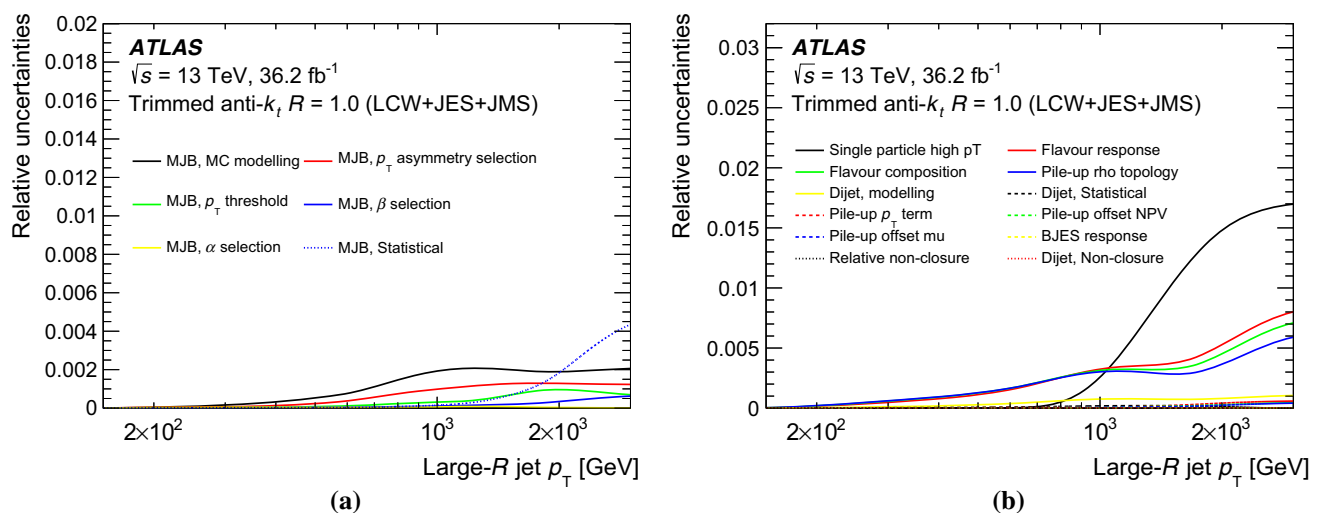 Relative uncertainties
0.02
0.018
0.016
0.014
0.012
0.01
0.008
0.006
0.004
0.002
0
ATLAS
√s = 13 TeV, 36.2 fb⁻¹
Trimmed anti-kₜ R = 1.0 (LCW+JES+JMS)
MJB, MC modelling
MJB, p_T asymmetry selection
MJB, p_T threshold
MJB, β selection
MJB, α selection
MJB, Statistical
2×10²
10³
2×10³
Large-R jet p_T [GeV]
(a)
Relative uncertainties
0.03
0.025
0.02
0.015
0.01
0.005
0
ATLAS
√s = 13 TeV, 36.2 fb⁻¹
Trimmed anti-kₜ R = 1.0 (LCW+JES+JMS)
Single particle high pT
Flavour response
Flavour composition
Pile-up rho topology
Dijet, modelling
Dijet, Statistical
Pile-up p_T term
Pile-up offset NPV
Pile-up offset mu
BJES response
Relative non-closure
Dijet, Non-closure
2×10²
10³
2×10³
Large-R jet p_T [GeV]
(b)